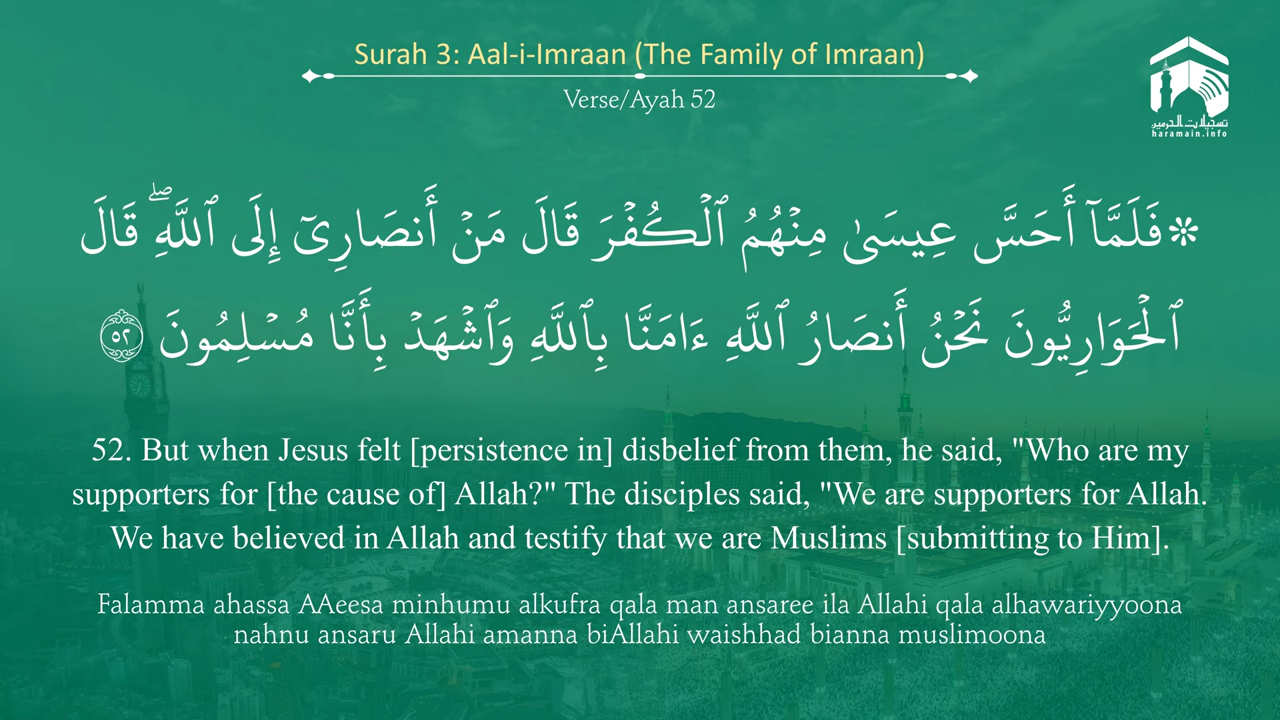 Surah 3: Aal-i-Imraan (The Family of Imraan)
Verse/Ayah 52
تسجيلات الحرمين
haramain.info
۞ فَلَمَّآ أَحَسَّ عِيسَىٰ مِنْهُمُ ٱلْكُفْرَ قَالَ مَنْ أَنصَارِىٓ إِلَى ٱللَّهِ ۖ قَالَ
ٱلْحَوَارِيُّونَ نَحْنُ أَنصَارُ ٱللَّهِ ءَامَنَّا بِٱللَّهِ وَٱشْهَدْ بِأَنَّا مُسْلِمُونَ ٥٢
52. But when Jesus felt [persistence in] disbelief from them, he said, "Who are my
supporters for [the cause of] Allah?" The disciples said, "We are supporters for Allah.
We have believed in Allah and testify that we are Muslims [submitting to Him].
Falamma ahassa AAeesa minhumu alkufra qala man ansaree ila Allahi qala alhawariyyoona
nahnu ansaru Allahi amanna biAllahi waishhad bianna muslimoona